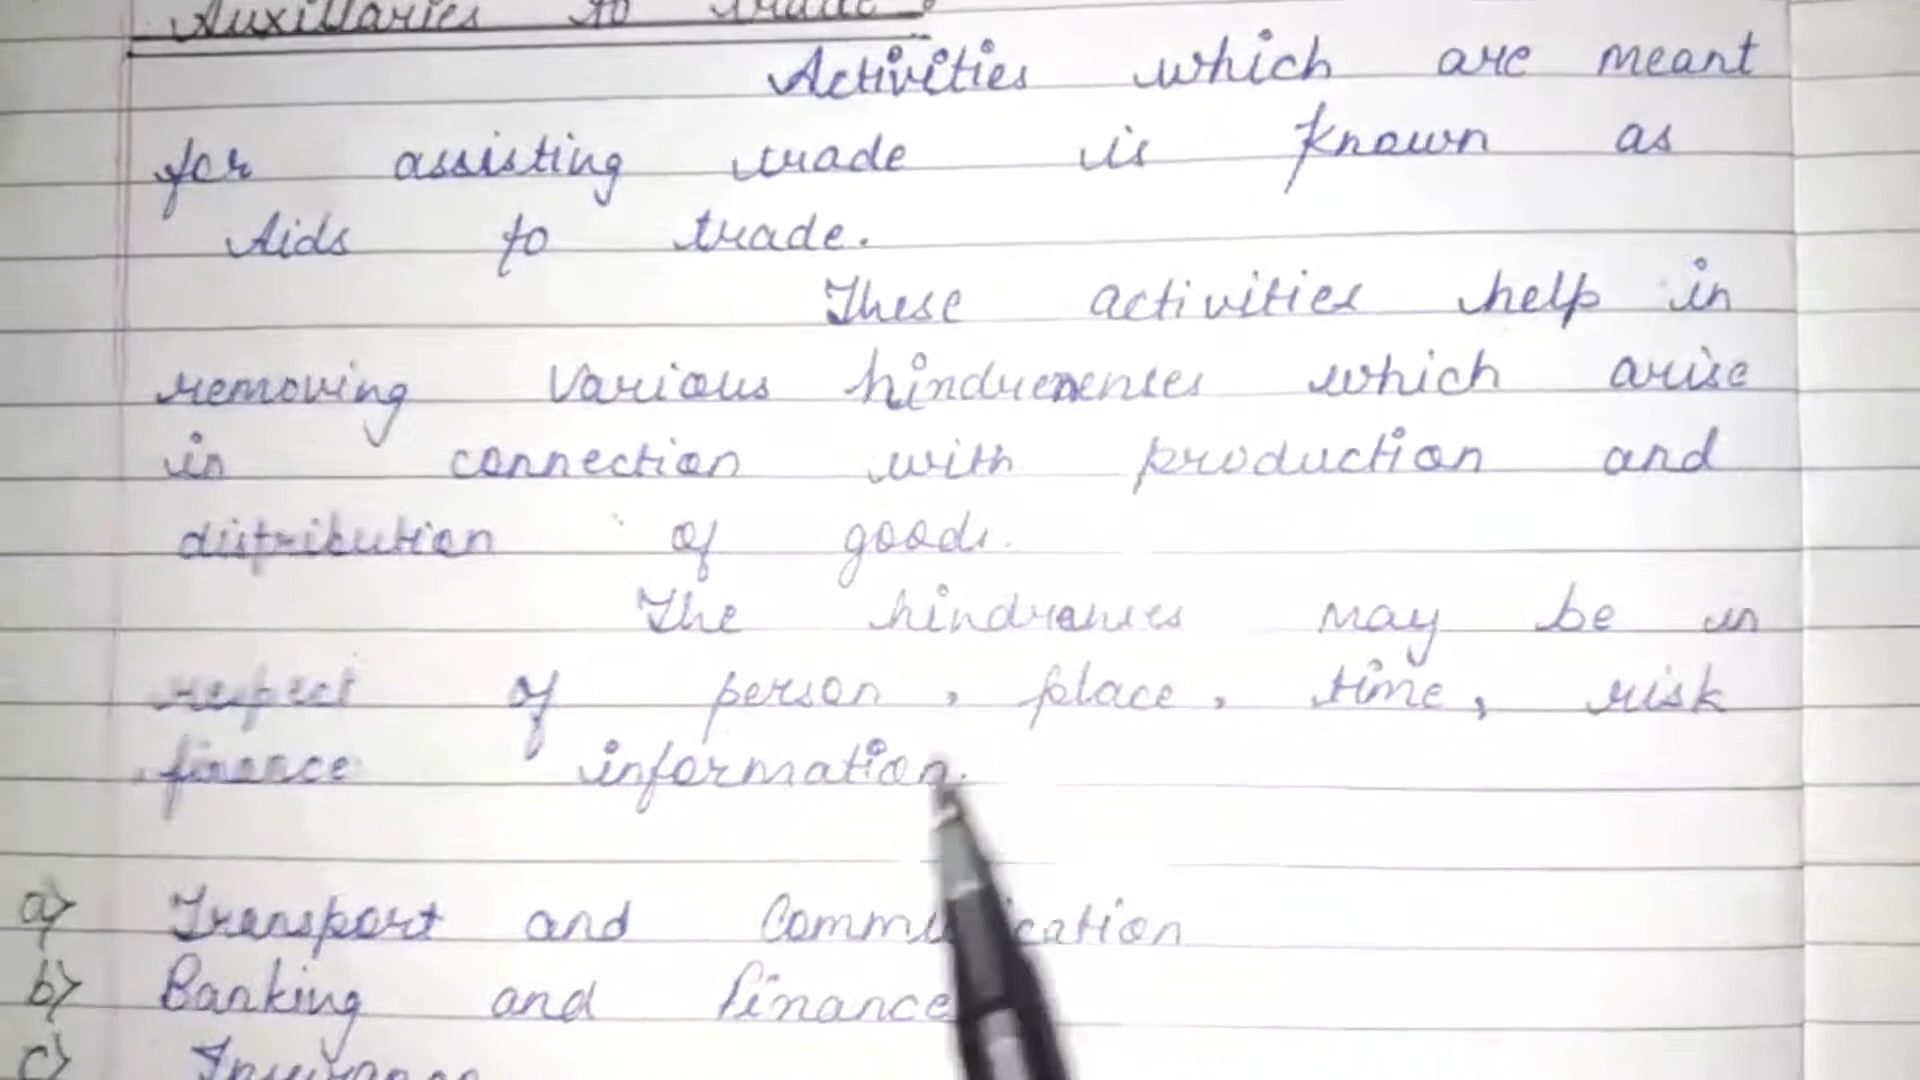 Auxillaries to trade :
Activities which are meant
for assisting trade is known as
Aids to trade.
These activities help in
removing various hindrenenses which arise
in connection with production and
distribution of goods.
The hindrances may be in
respect of person, place, time, risk
finance information.
a) Transport and Communication
b) Banking and finance
c) Insurance